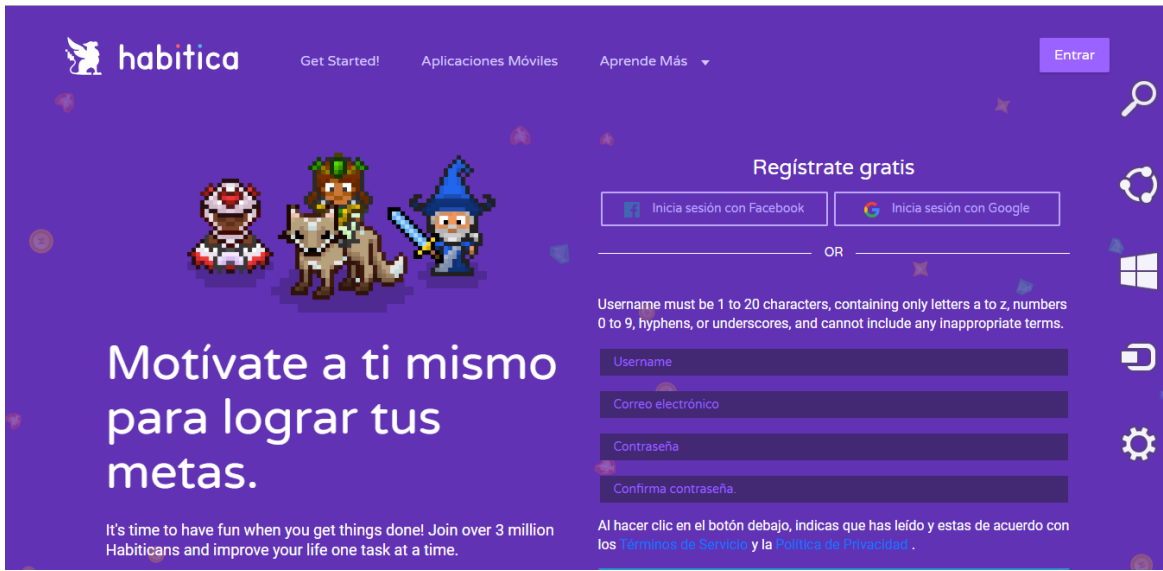 habitica
Get Started!
Aplicaciones Móviles
Aprende Más
Entrar
Motívate a ti mismo
para lograr tus
metas.
It's time to have fun when you get things done! Join over 3 million
Habiticans and improve your life one task at a time.
Regístrate gratis
Inicia sesión con Facebook
Inicia sesión con Google
OR
Username must be 1 to 20 characters, containing only letters a to z, numbers
0 to 9, hyphens, or underscores, and cannot include any inappropriate terms.
Username
Correo electrónico
Contraseña
Confirma contraseña.
Al hacer clic en el botón debajo, indicas que has leído y estas de acuerdo con
los Términos de Servicio y la Política de Privacidad .